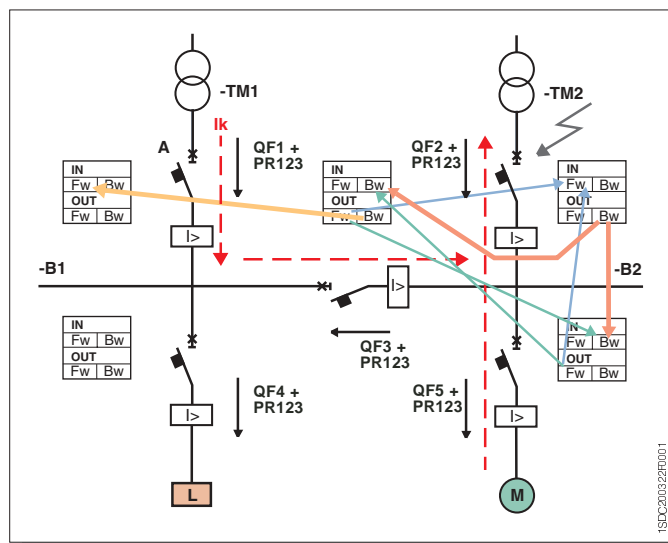 -TM1
-TM2
A
Ik
QF1 +
PR123
QF2 +
PR123
IN
Fw Bw
OUT
Fw Bw
IN
Fw Bw
OUT
Fw Bw
IN
Fw Bw
OUT
Fw Bw
I>
I>
-B1
I>
-B2
IN
Fw Bw
OUT
Fw Bw
QF3 +
PR123
IN
Fw Bw
OUT
Fw Bw
QF4 +
PR123
QF5 +
PR123
I>
I>
L
M
1SDC200322F0001